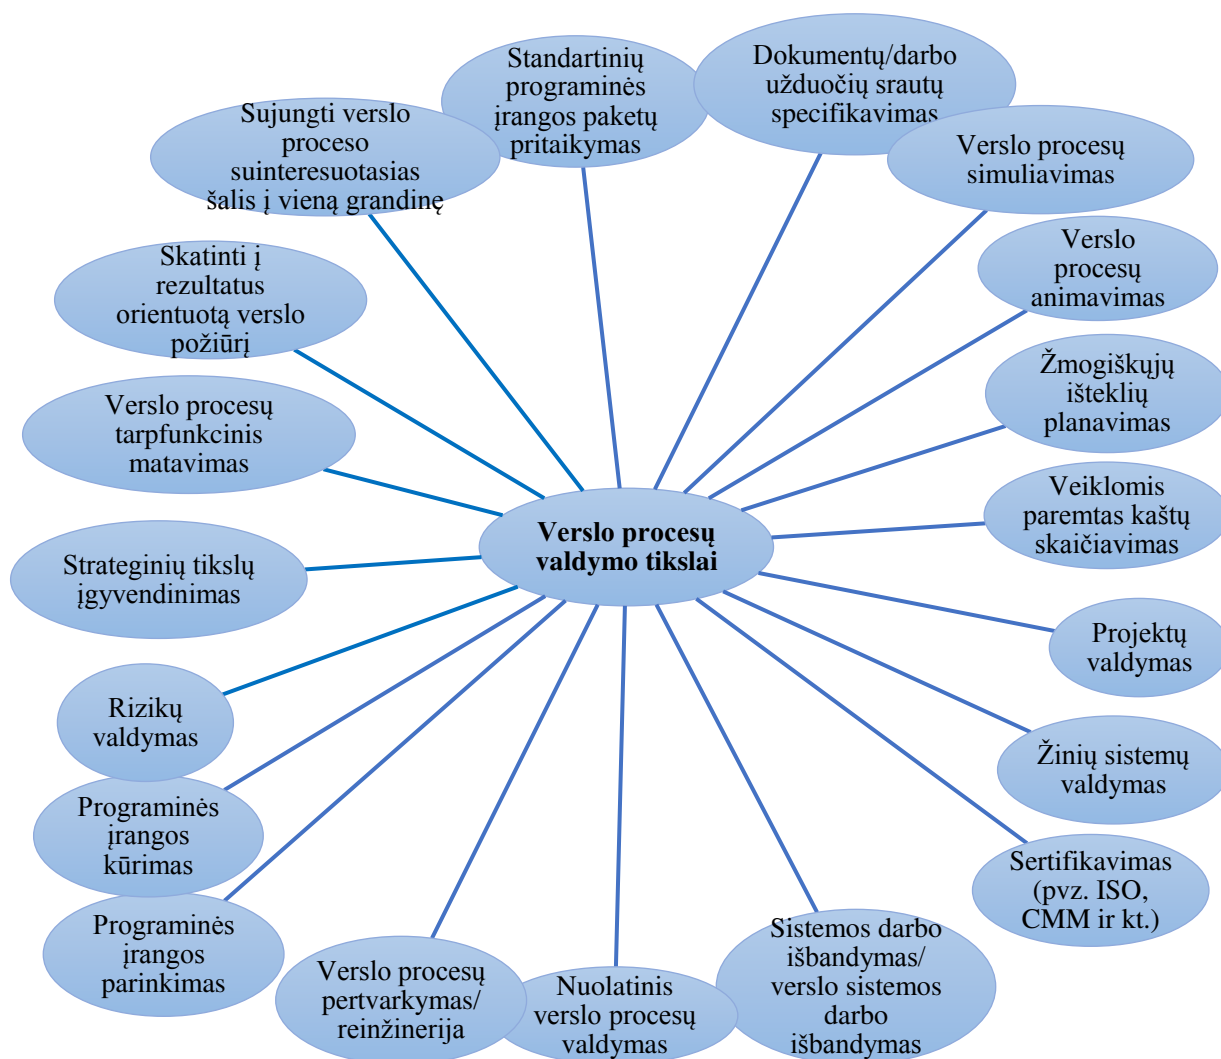 Standartinių
programinės
įrangos paketų
pritaikymas
Dokumentų/darbo
užduočių srautų
specifikavimas
Verslo procesų
simuliavimas
Verslo
procesų
animavimas
Žmogiškųjų
išteklių
planavimas
Veiklomis
paremtas kaštų
skaičiavimas
Projektų
valdymas
Žinių sistemų
valdymas
Sertifikavimas
(pvz. ISO,
CMM ir kt.)
Sistemos darbo
išbandymas/
verslo sistemos
darbo
išbandymas
Nuolatinis
verslo procesų
valdymas
Verslo procesų
pertvarkymas/
reinžinerija
Programinės
įrangos
parinkimas
Programinės
įrangos
kūrimas
Rizikų
valdymas
Strateginių tikslų
įgyvendinimas
Verslo procesų
tarpfunkcinis
matavimas
Skatinti į
rezultatus
orientuotą verslo
požiūrį
Sujungti verslo
proceso
suinteresuotasias
šalis į vieną grandinę
Verslo procesų
valdymo tikslai